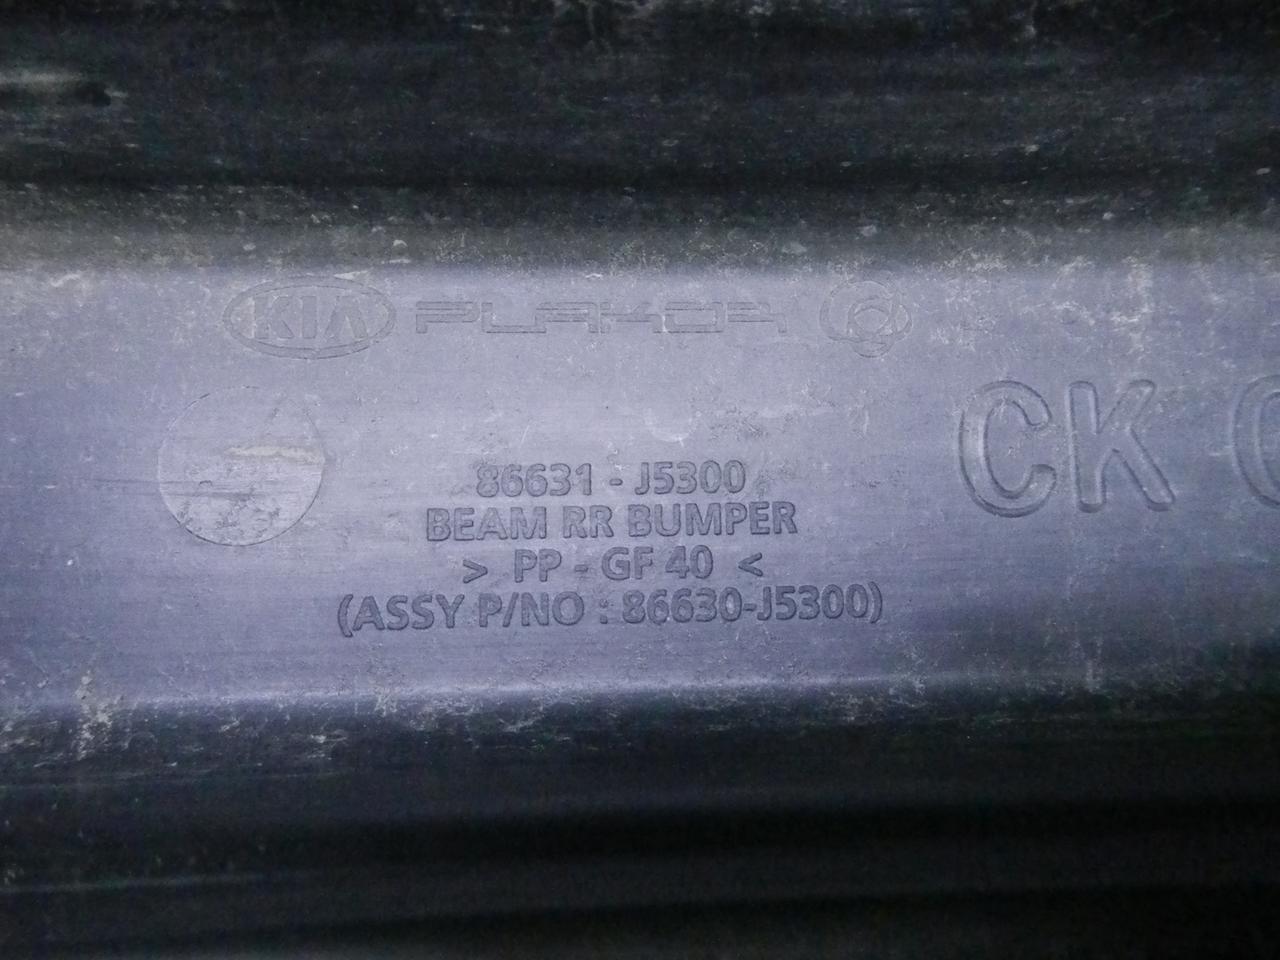 KIA PLAKOR
CK
86631 - J5300
BEAM RR BUMPER
> PP - GF 40 <
(ASSY P/NO : 86630-J5300)